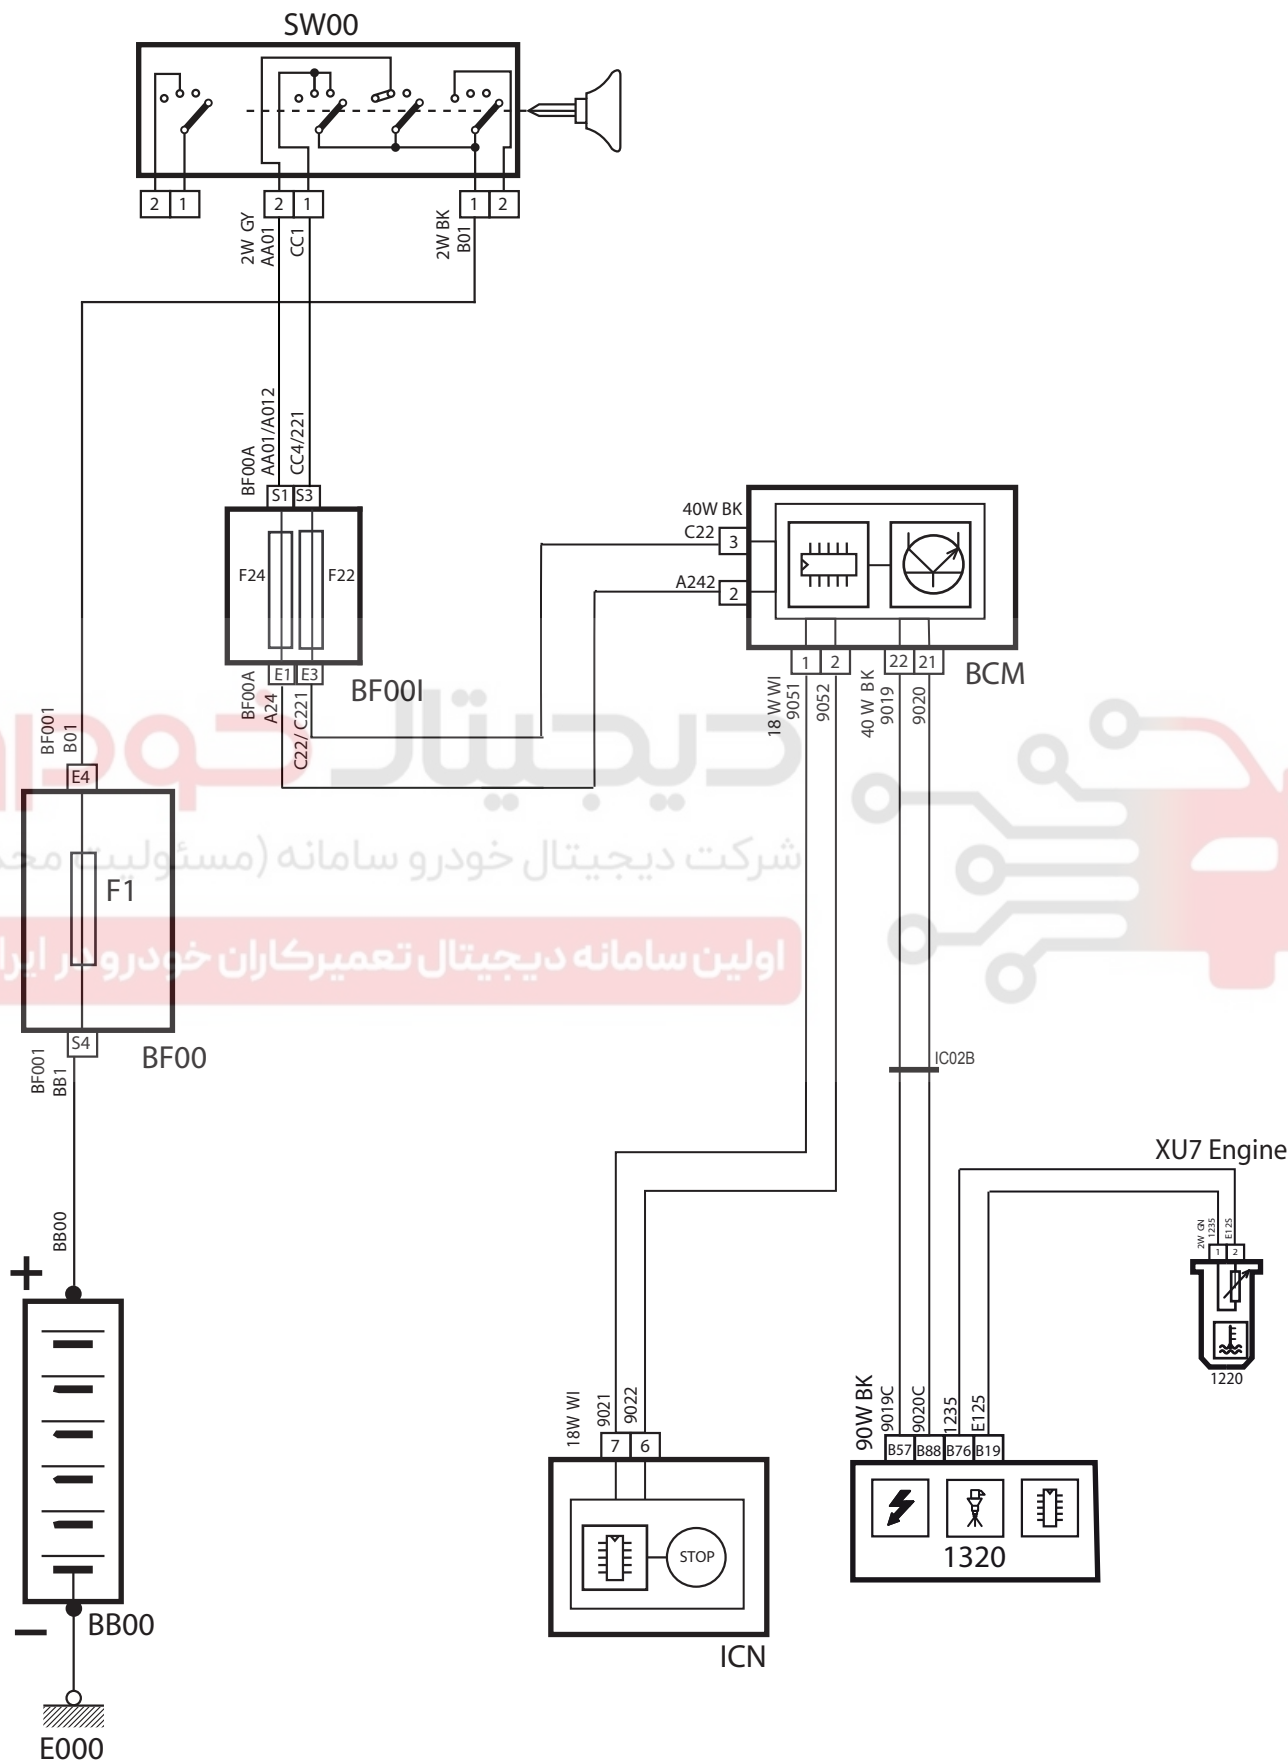 SW00
2 1
2 1
1 2
2W GY
AA01
CC1
2W BK
B01
BF00A
AA01/A012
CC4/221
S1 S3
F24
F22
E1 E3
BF00I
BF00A
A24
C22/ C221
40W BK
C22
3
A242
2
BCM
1 2
22 21
18 W WI
9051
9052
40 W BK
9019
9020
BF001
B01
E4
F1
S4
BF00
BF001
BB1
دیجیتال خودرو
شرکت دیجیتال خودرو سامانه (مسئولیت
اولین سامانه دیجیتال تعمیرکاران خودرو در
IC02B
XU7 Engine
2W GN
1235
E125
1 2
1220
BB00
+
BB00
–
E000
18W WI
9021
9022
7 6
STOP
ICN
90W BK
9019C
9020C
1235
E125
B57 B88 B76 B19
1320